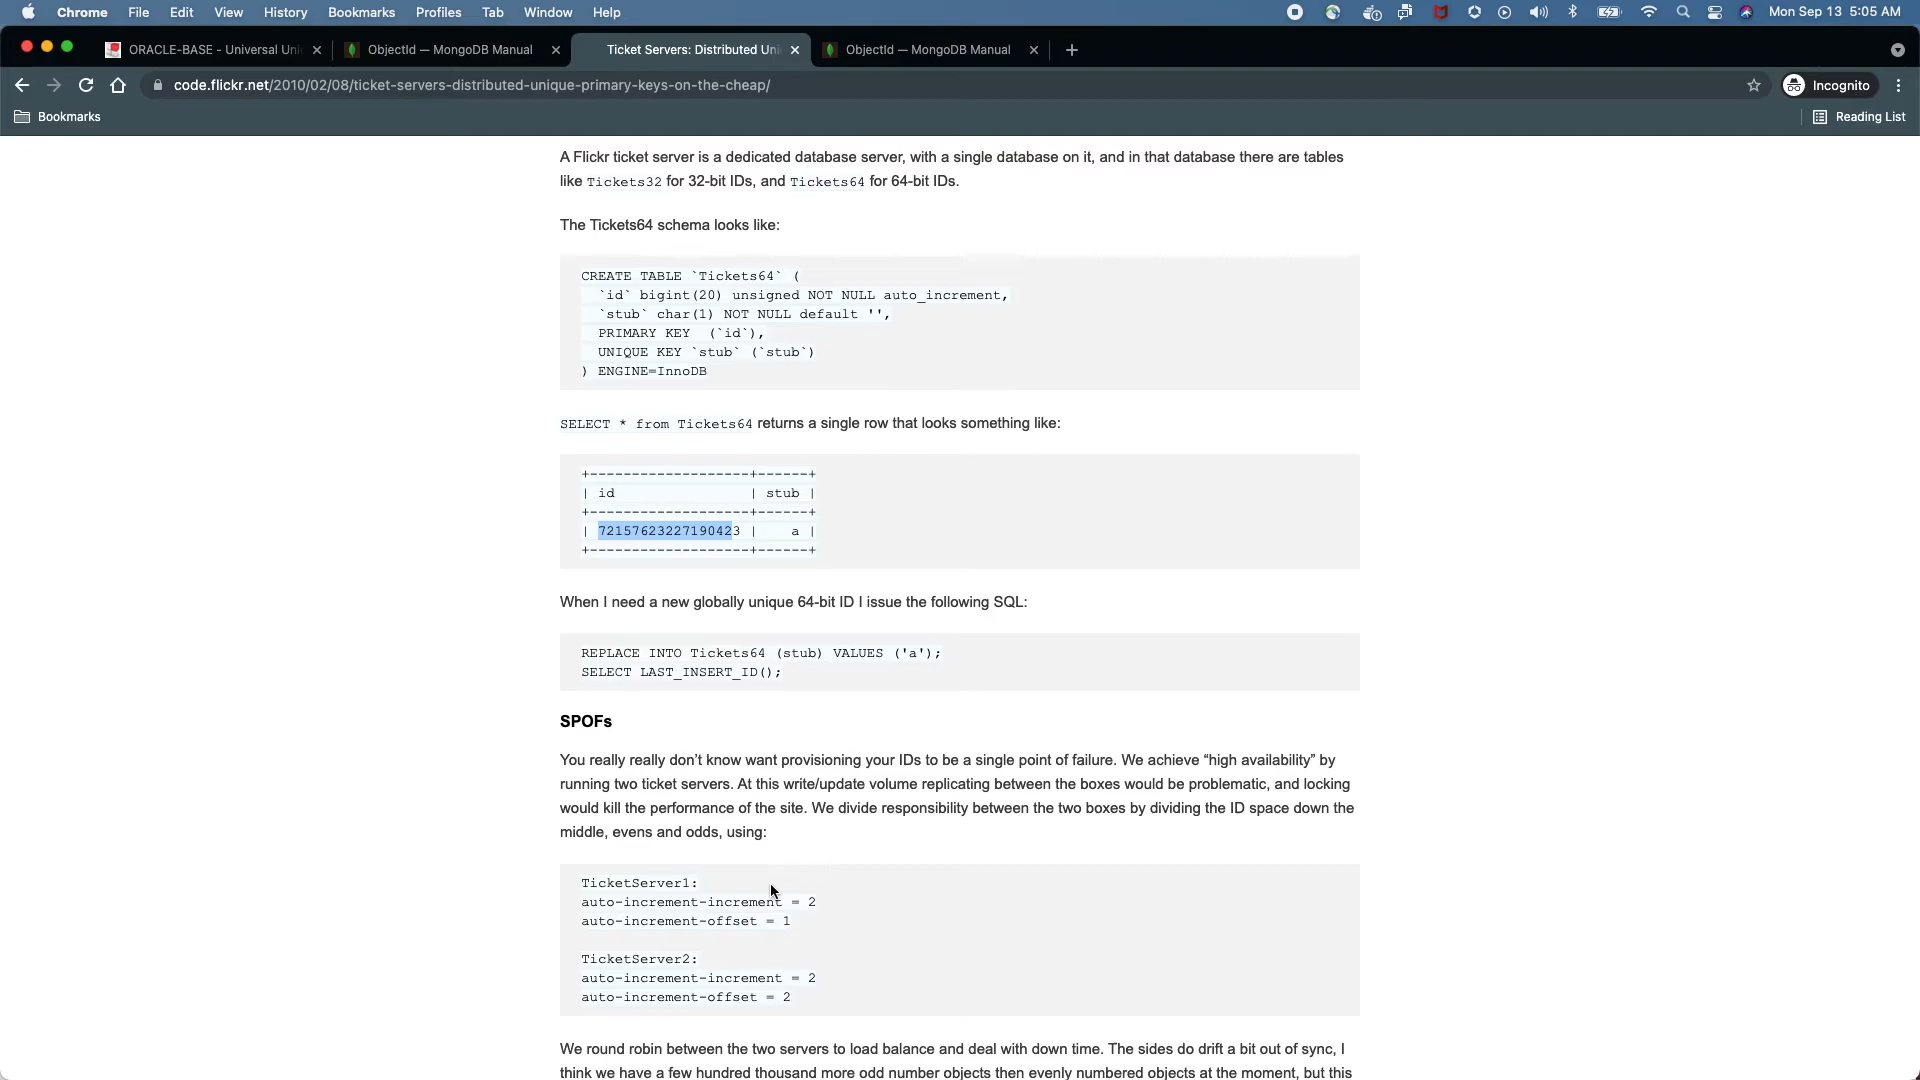 Chrome File Edit View History Bookmarks Profiles Tab Window Help Mon Sep 13 5:05 AM
ORACLE-BASE - Universal Uni ObjectId — MongoDB Manual Ticket Servers: Distributed Uni ObjectId — MongoDB Manual
code.flickr.net/2010/02/08/ticket-servers-distributed-unique-primary-keys-on-the-cheap/ Incognito
Bookmarks Reading List
A Flickr ticket server is a dedicated database server, with a single database on it, and in that database there are tables
like Tickets32 for 32-bit IDs, and Tickets64 for 64-bit IDs.
The Tickets64 schema looks like:
CREATE TABLE `Tickets64` (
`id` bigint(20) unsigned NOT NULL auto_increment,
`stub` char(1) NOT NULL default '',
PRIMARY KEY (`id`),
UNIQUE KEY `stub` (`stub`)
) ENGINE=InnoDB
SELECT * from Tickets64 returns a single row that looks something like:
+-------------------+------+
| id | stub |
+-------------------+------+
| 72157623227190423 | a |
+-------------------+------+
When I need a new globally unique 64-bit ID I issue the following SQL:
REPLACE INTO Tickets64 (stub) VALUES ('a');
SELECT LAST_INSERT_ID();
SPOFs
You really really don’t know want provisioning your IDs to be a single point of failure. We achieve “high availability” by
running two ticket servers. At this write/update volume replicating between the boxes would be problematic, and locking
would kill the performance of the site. We divide responsibility between the two boxes by dividing the ID space down the
middle, evens and odds, using:
TicketServer1:
auto-increment-increment = 2
auto-increment-offset = 1
TicketServer2:
auto-increment-increment = 2
auto-increment-offset = 2
We round robin between the two servers to load balance and deal with down time. The sides do drift a bit out of sync, I
think we have a few hundred thousand more odd number objects then evenly numbered objects at the moment, but this